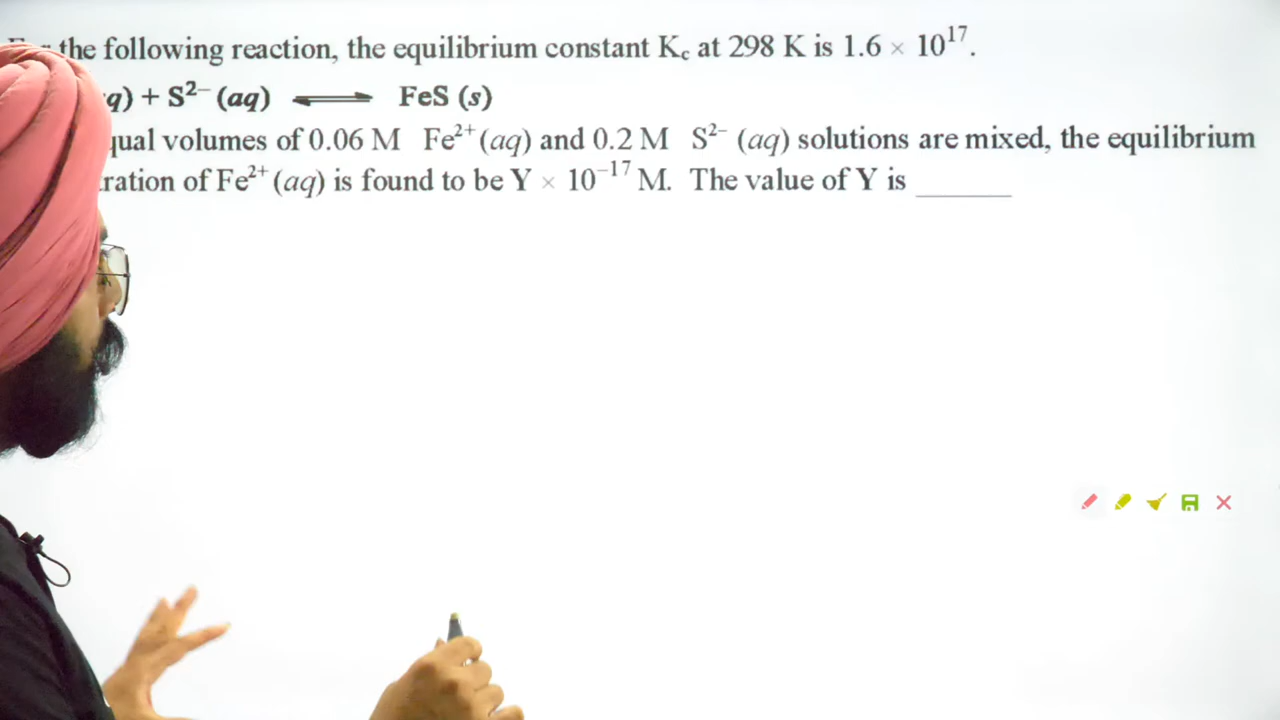 the following reaction, the equilibrium constant Kc at 298 K is 1.6 × 10¹⁷.
q) + S²⁻ (aq) ⇌ FeS (s)
qual volumes of 0.06 M Fe²⁺ (aq) and 0.2 M S²⁻ (aq) solutions are mixed, the equilibrium
ration of Fe²⁺ (aq) is found to be Y × 10⁻¹⁷ M. The value of Y is ______